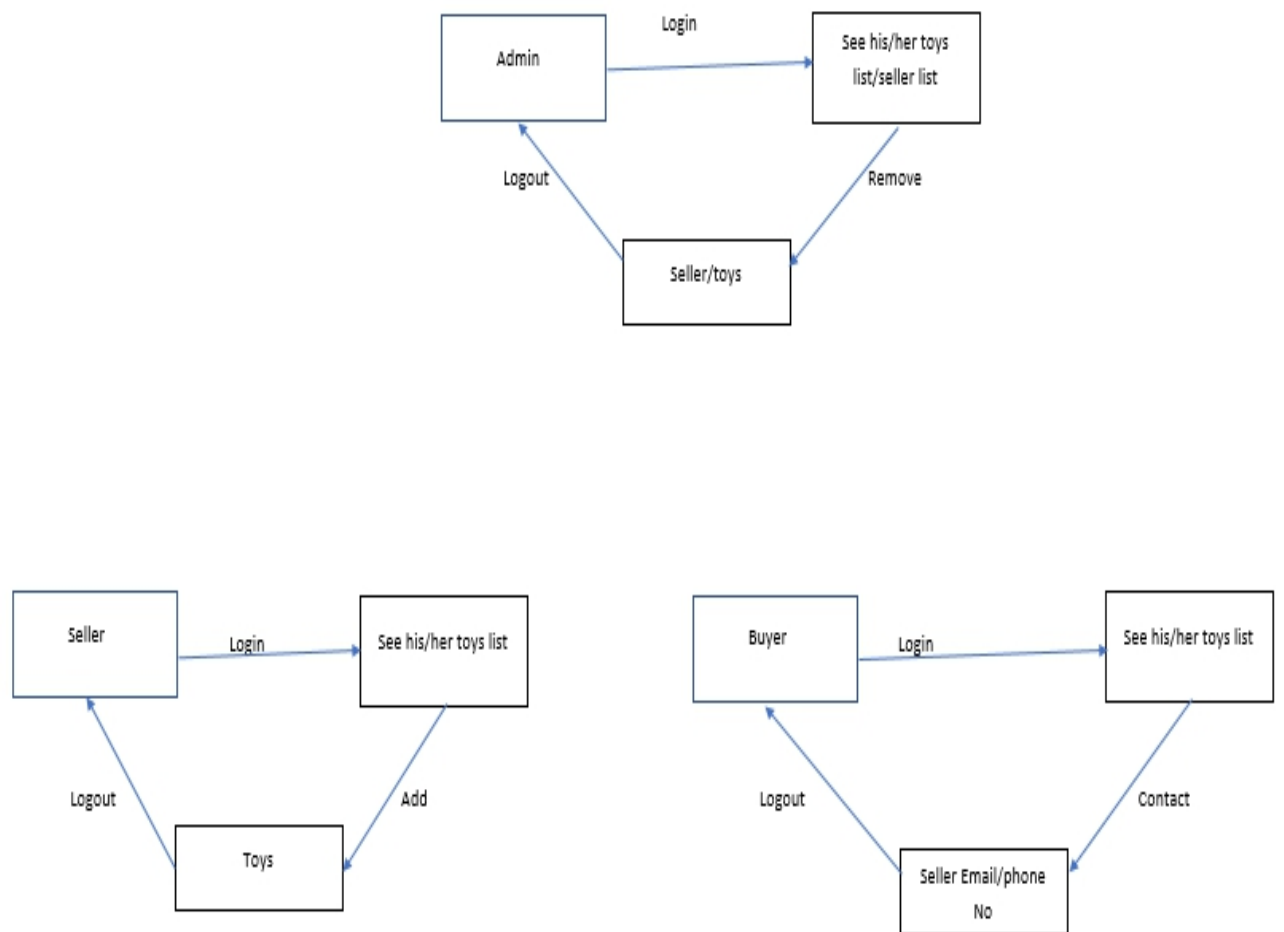 Login
Admin
See his/her toys
list/seller list
Logout
Remove
Seller/toys
Seller
Login
See his/her toys list
Logout
Add
Toys
Buyer
Login
See his/her toys list
Logout
Contact
Seller Email/phone
No